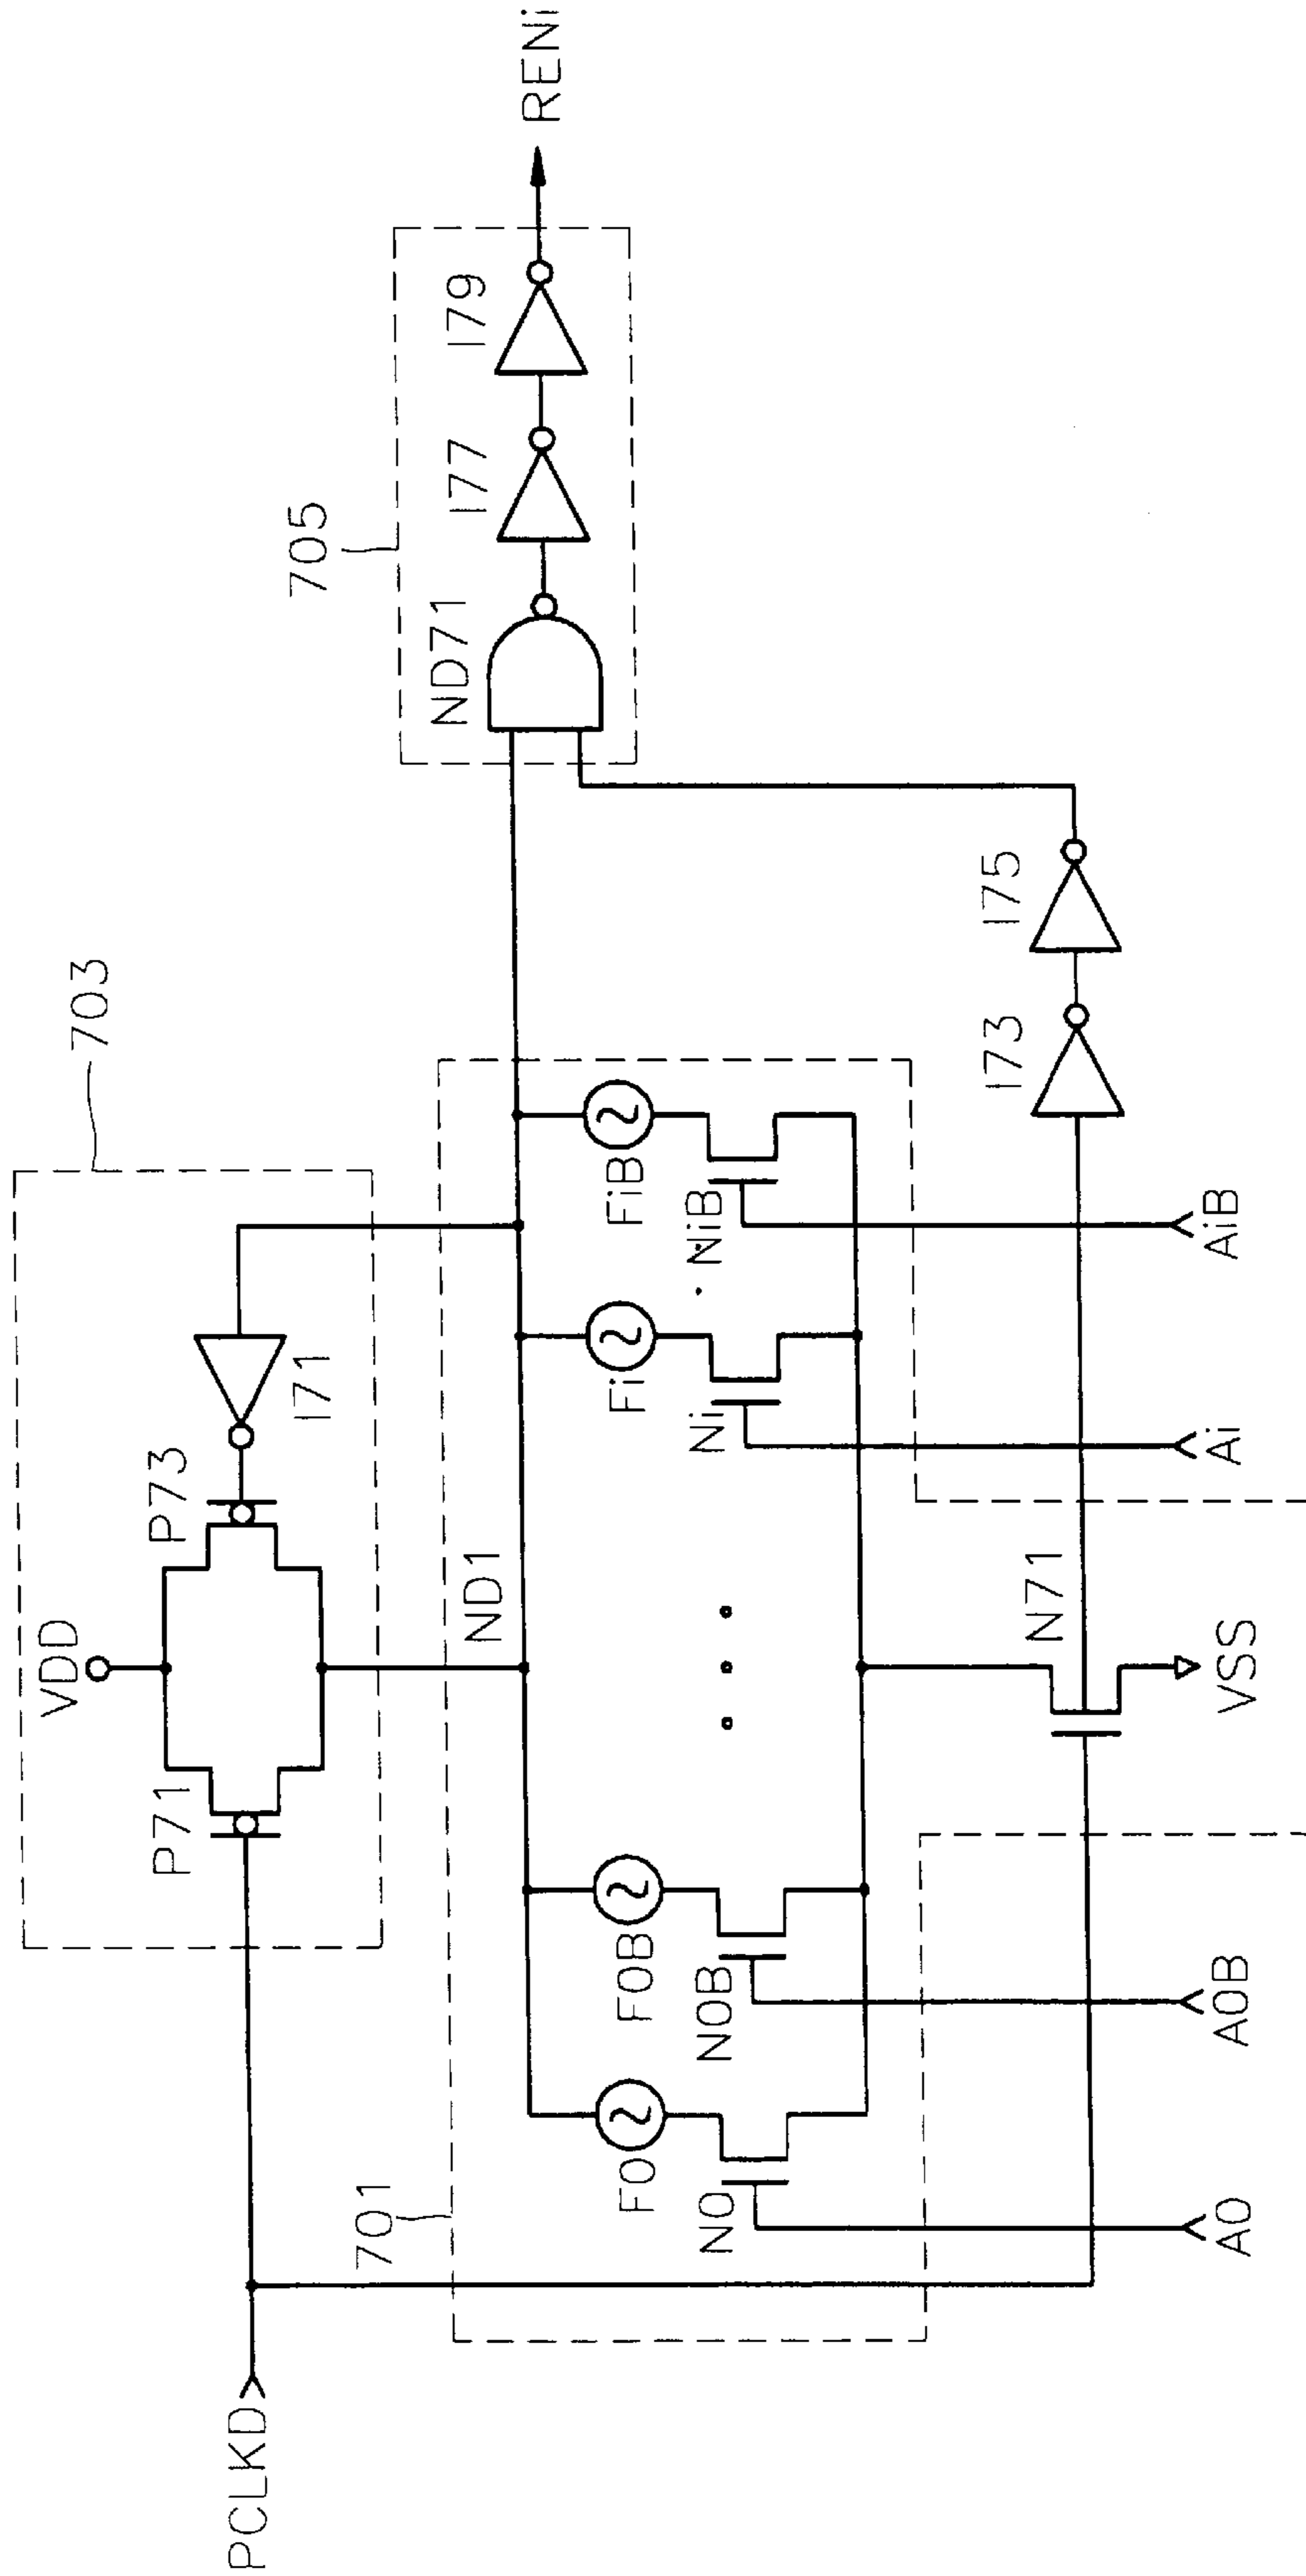 PCLKD
VDD
P71
P73
I71
703
ND1
701
F0
F0B
Fi
FiB
N0
N0B
Ni
NiB
A0
A0B
Ai
AiB
N71
VSS
I73
I75
705
ND71
I77
I79
RENi